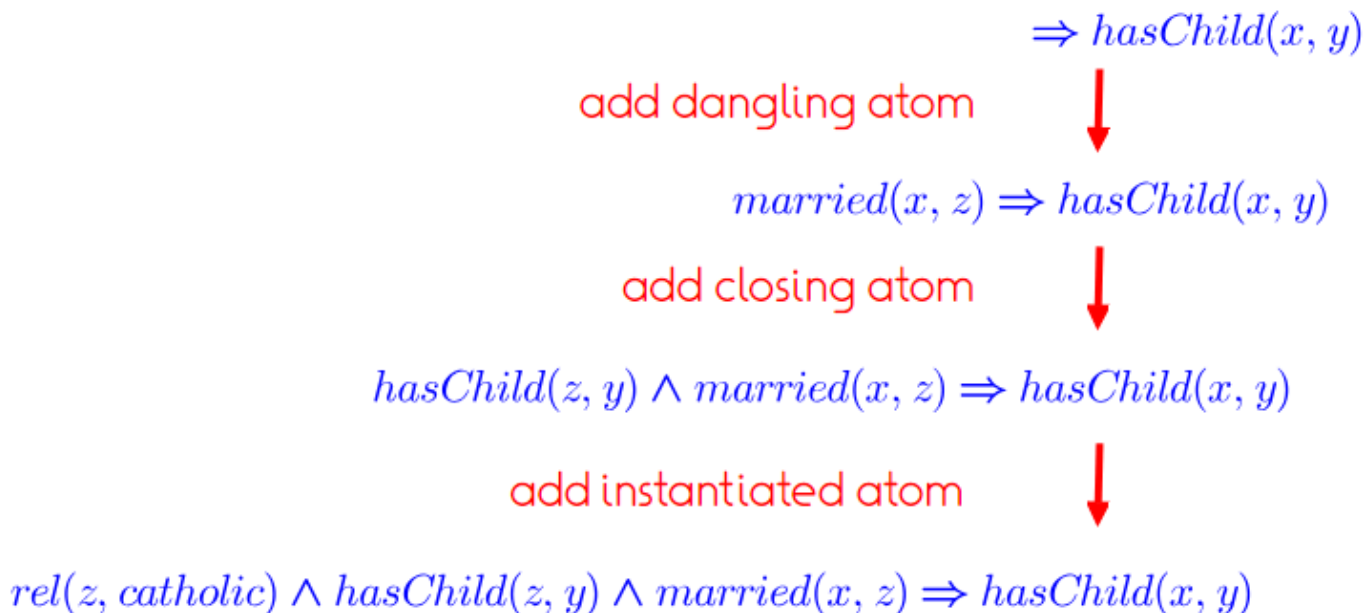 ⇒ hasChild(x, y)
add dangling atom
married(x, z) ⇒ hasChild(x, y)
add closing atom
hasChild(z, y) ∧ married(x, z) ⇒ hasChild(x, y)
add instantiated atom
rel(z, catholic) ∧ hasChild(z, y) ∧ married(x, z) ⇒ hasChild(x, y)